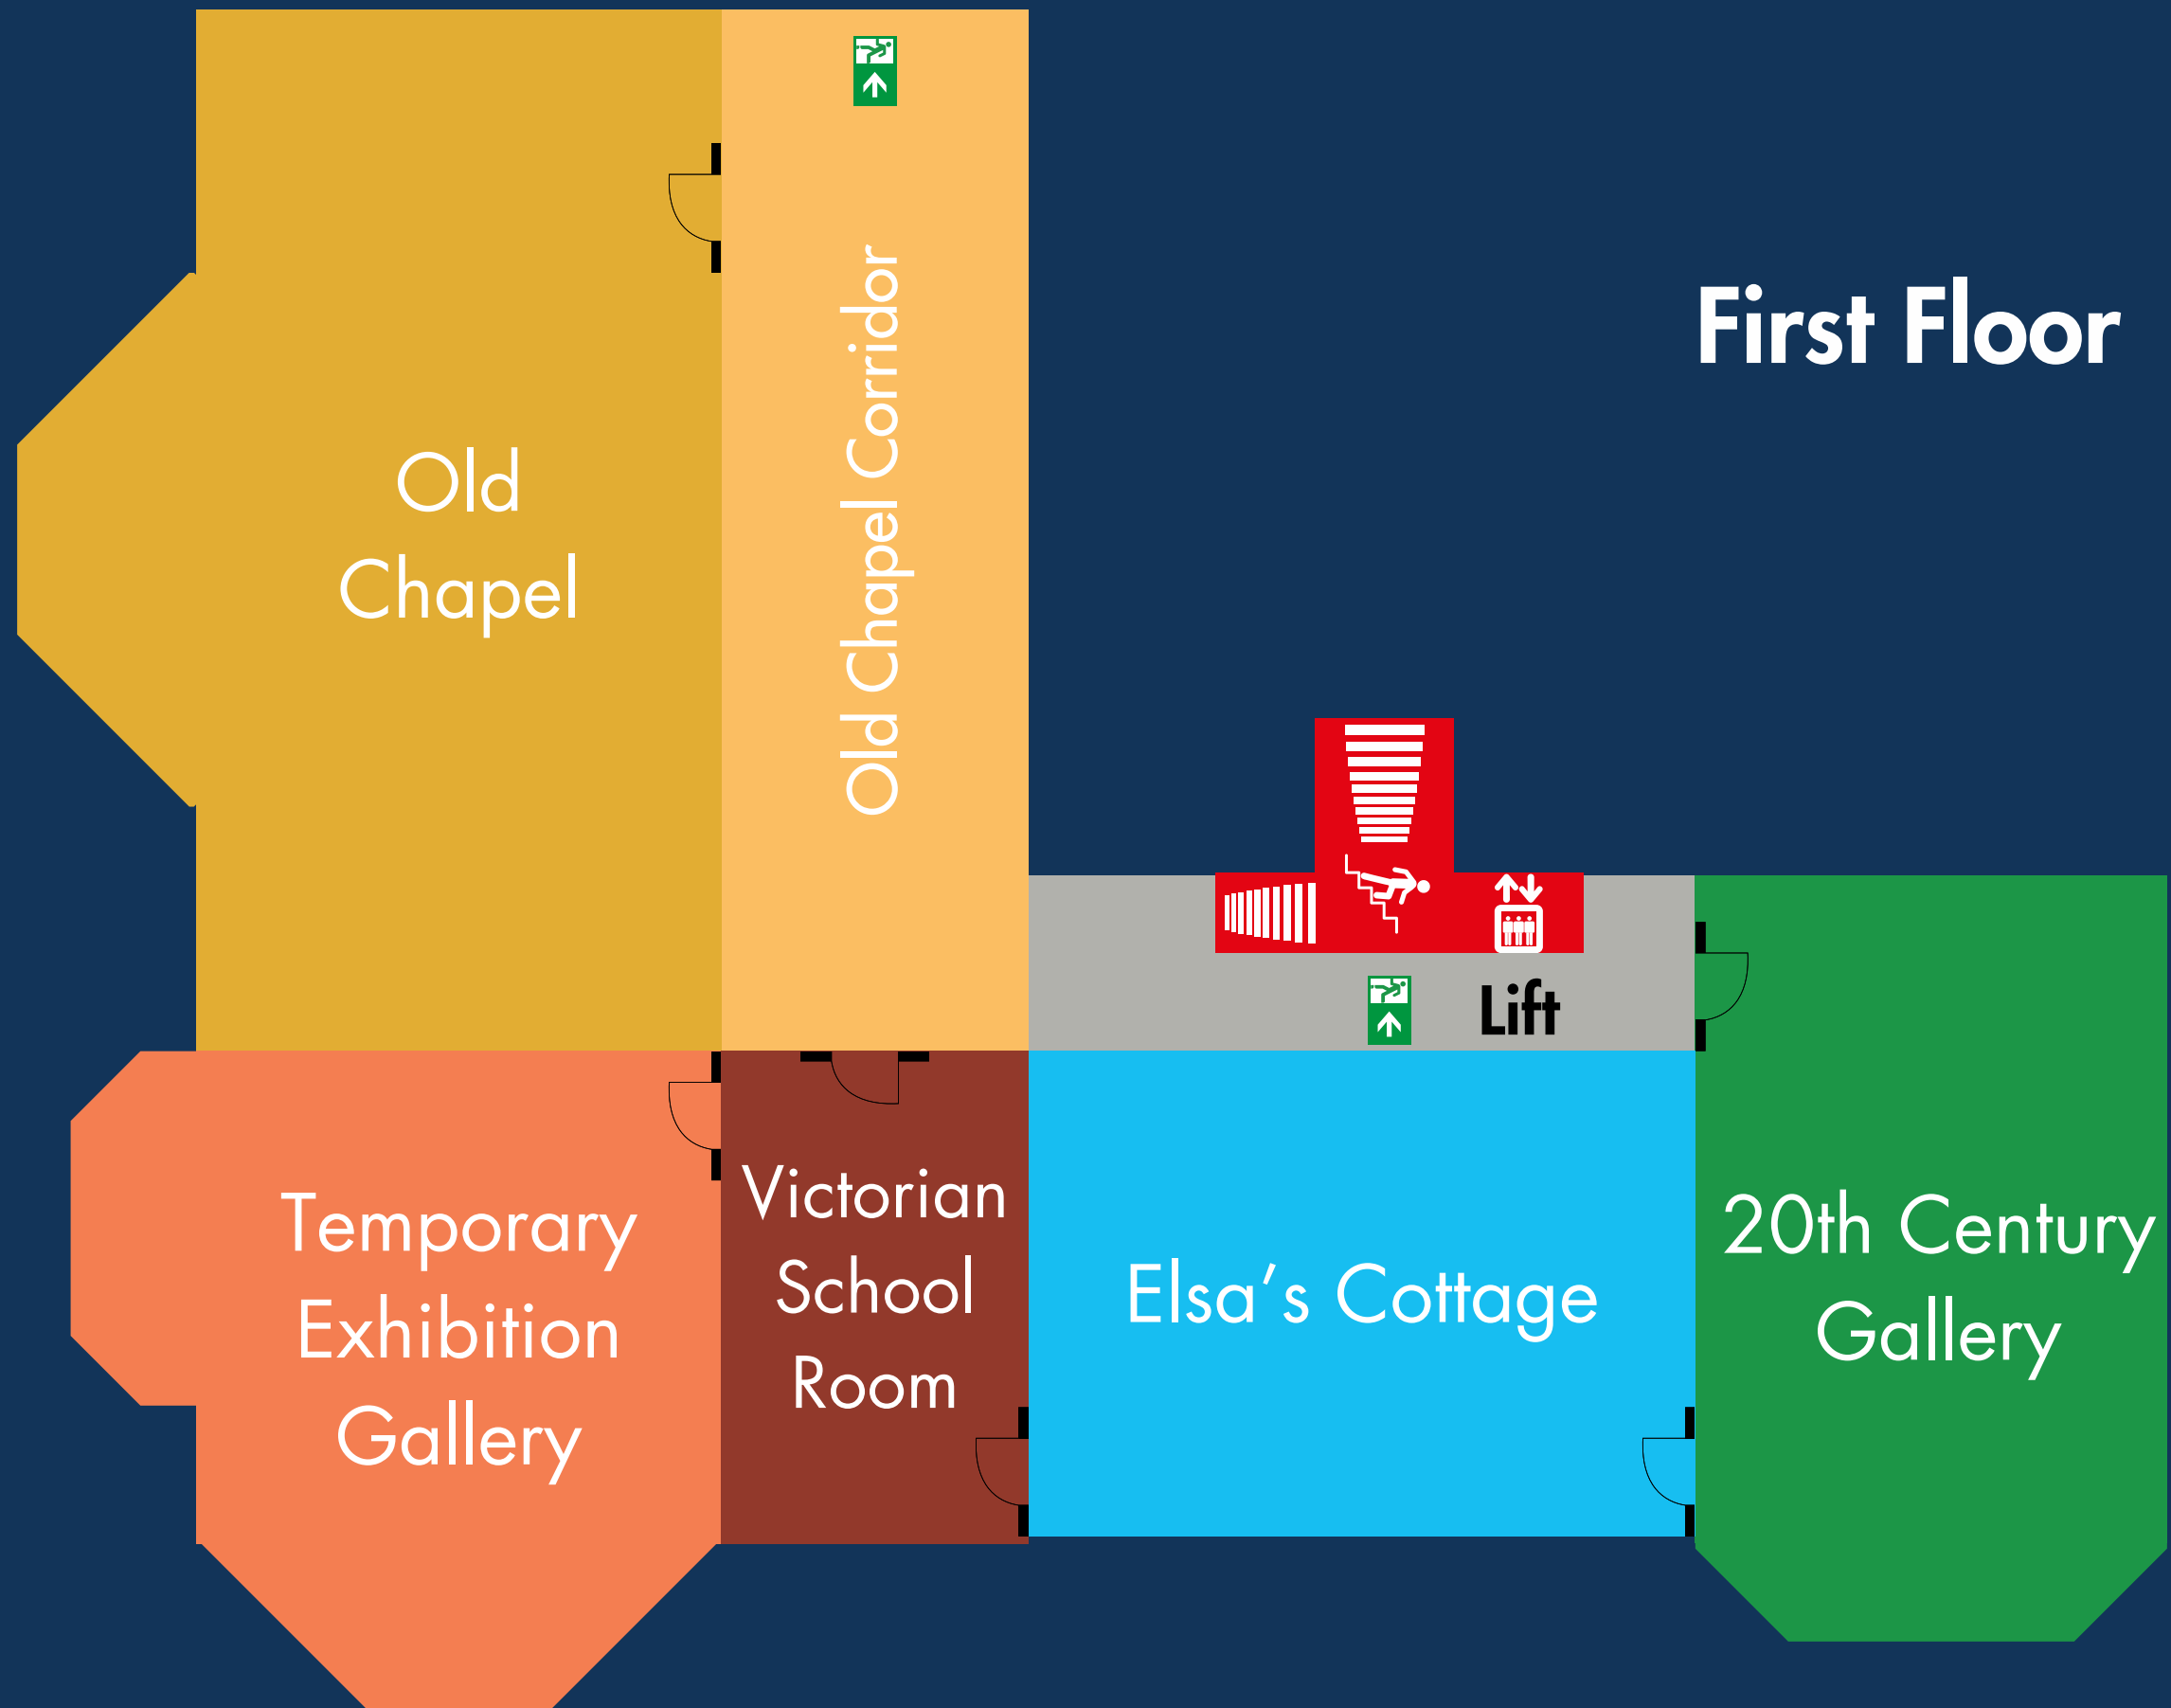 First Floor
Old
Chapel
Old Chapel Corridor
Lift
Temporary
Exhibition
Gallery
Victorian
School
Room
Elsa’s Cottage
20th Century
Gallery